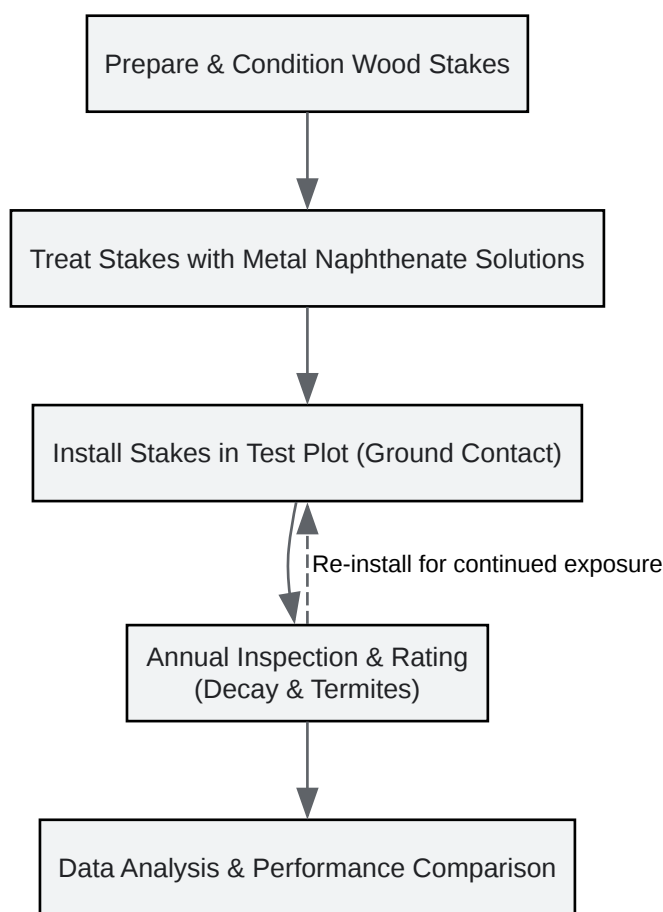 Prepare & Condition Wood Stakes
Treat Stakes with Metal Naphthenate Solutions
Install Stakes in Test Plot (Ground Contact)
Re-install for continued exposure
Annual Inspection & Rating
(Decay & Termites)
Data Analysis & Performance Comparison